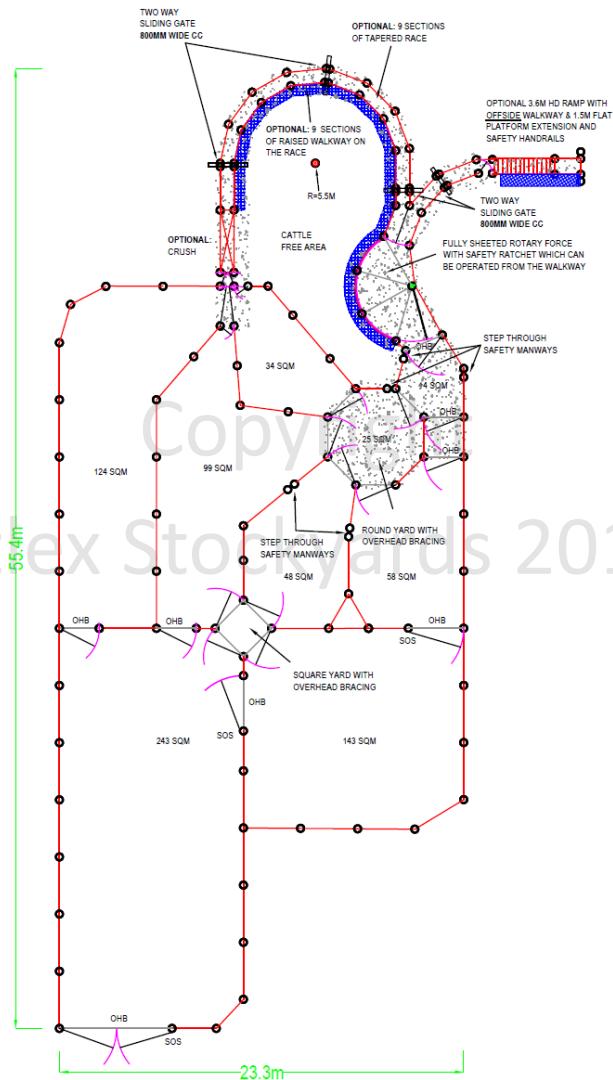 TWO WAY
SLIDING GATE
800MM WIDE CC
OPTIONAL: 9 SECTIONS
OF TAPERED RACE
OPTIONAL 3.6M HD RAMP WITH
OFFSIDE WALKWAY & 1.5M FLAT
PLATFORM EXTENSION AND
SAFETY HANDRAILS
OPTIONAL: 9 SECTIONS
OF RAISED WALKWAY ON
THE RACE
R=5.5M
TWO WAY
SLIDING GATE
800MM WIDE CC
OPTIONAL:
CRUSH
CATTLE
FREE AREA
FULLY SHEETED ROTARY FORCE
WITH SAFETY RATCHET WHICH CAN
BE OPERATED FROM THE WALKWAY
OHB
STEP THROUGH
SAFETY MANWAYS
34 SQM
14 SQM
OHB
Copyright
25 SQM
OHB
124 SQM
99 SQM
55.4m
ROUND YARD WITH
OVERHEAD BRACING
STEP THROUGH
SAFETY MANWAYS
lex Stockyards 201
48 SQM
58 SQM
OHB
OHB
OHB
SOS
SQUARE YARD WITH
OVERHEAD BRACING
OHB
SOS
243 SQM
143 SQM
OHB
SOS
23.3m